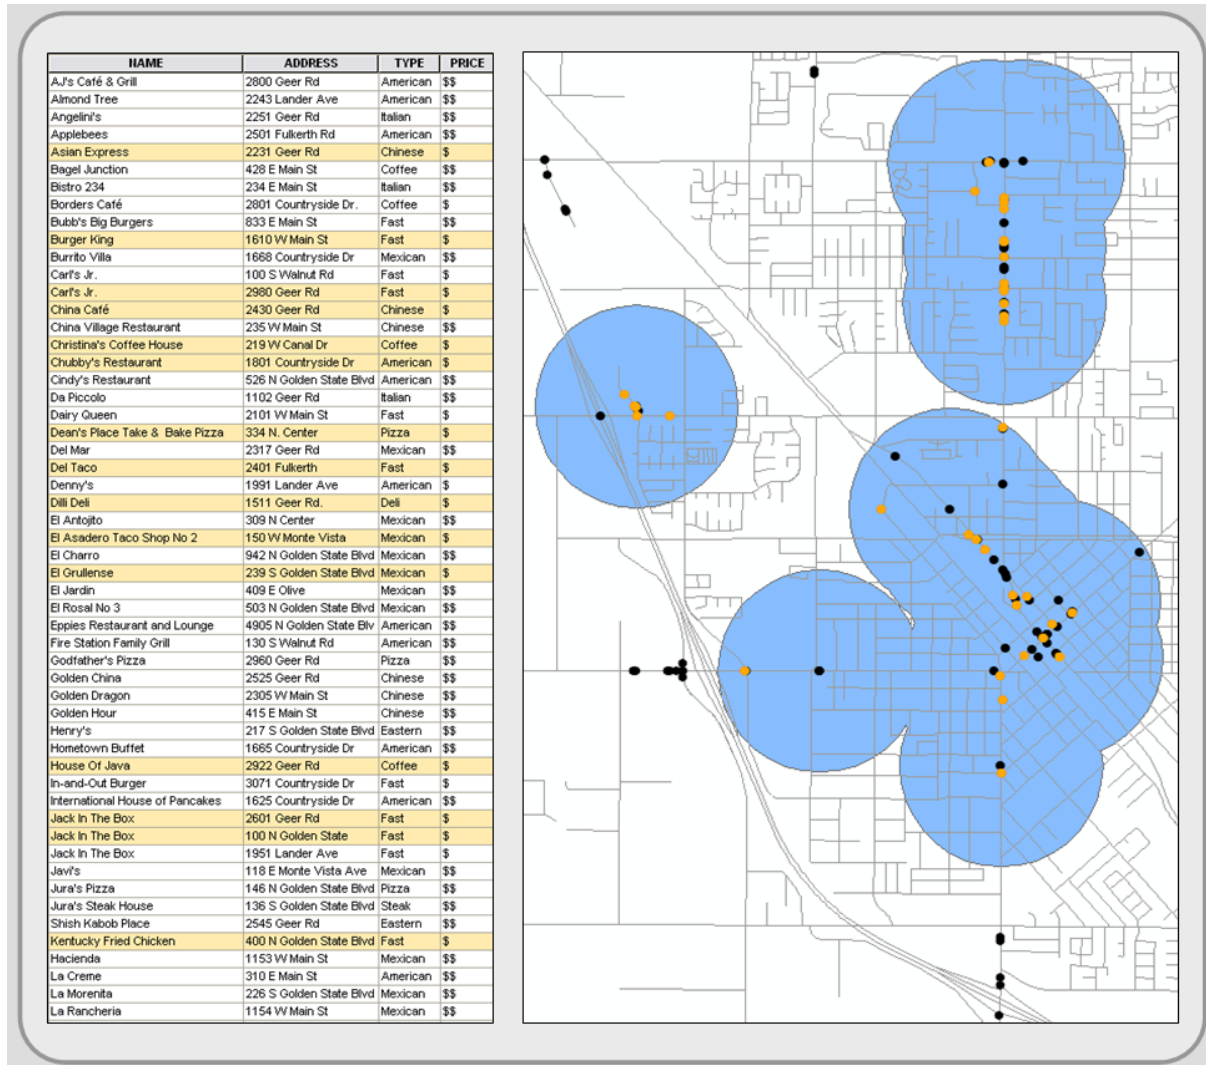 NAME ADDRESS TYPE PRICE
AJ's Café & Grill 2800 Geer Rd American $$
Almond Tree 2243 Lander Ave American $$
Angelini's 2251 Geer Rd Italian $$
Applebees 2501 Fulkerth Rd American $$
Asian Express 2231 Geer Rd Chinese $
Bagel Junction 428 E Main St Coffee $$
Bistro 234 234 E Main St Italian $$
Borders Café 2801 Countryside Dr. Coffee $
Bubb's Big Burgers 833 E Main St Fast $$
Burger King 1610 W Main St Fast $
Burrito Villa 1668 Countryside Dr Mexican $$
Carl's Jr. 100 S Walnut Rd Fast $
Carl's Jr. 2980 Geer Rd Fast $
China Café 2430 Geer Rd Chinese $
China Village Restaurant 235 W Main St Chinese $$
Christina's Coffee House 219 W Canal Dr Coffee $
Chubby's Restaurant 1801 Countryside Dr American $
Cindy's Restaurant 526 N Golden State Blvd American $$
Da Piccolo 1102 Geer Rd Italian $$
Dairy Queen 2101 W Main St Fast $
Dean's Place Take & Bake Pizza 334 N. Center Pizza $
Del Mar 2317 Geer Rd Mexican $$
Del Taco 2401 Fulkerth Fast $
Denny's 1991 Lander Ave American $
Dilli Deli 1511 Geer Rd. Deli $
El Antojito 309 N Center Mexican $$
El Asadero Taco Shop No 2 150 W Monte Vista Mexican $
El Charro 942 N Golden State Blvd Mexican $$
El Grullense 239 S Golden State Blvd Mexican $
El Jardin 409 E Olive Mexican $$
El Rosal No 3 503 N Golden State Blvd Mexican $$
Eppies Restaurant and Lounge 4905 N Golden State Blv American $$
Fire Station Family Grill 130 S Walnut Rd American $$
Godfather's Pizza 2960 Geer Rd Pizza $$
Golden China 2525 Geer Rd Chinese $$
Golden Dragon 2305 W Main St Chinese $$
Golden Hour 415 E Main St Chinese $$
Henry's 217 S Golden State Blvd Eastern $$
Hometown Buffet 1665 Countryside Dr American $$
House Of Java 2922 Geer Rd Coffee $
In-and-Out Burger 3071 Countryside Dr Fast $
International House of Pancakes 1625 Countryside Dr American $$
Jack In The Box 2601 Geer Rd Fast $
Jack In The Box 100 N Golden State Fast $
Jack In The Box 1951 Lander Ave Fast $
Javi's 118 E Monte Vista Ave Mexican $$
Jura's Pizza 146 N Golden State Blvd Pizza $$
Jura's Steak House 136 S Golden State Blvd Steak $$
Shish Kabob Place 2545 Geer Rd Eastern $$
Kentucky Fried Chicken 400 N Golden State Blvd Fast $
Hacienda 1153 W Main St Mexican $$
La Creme 310 E Main St American $$
La Morenita 226 S Golden State Blvd Mexican $$
La Rancheria 1154 W Main St Mexican $$